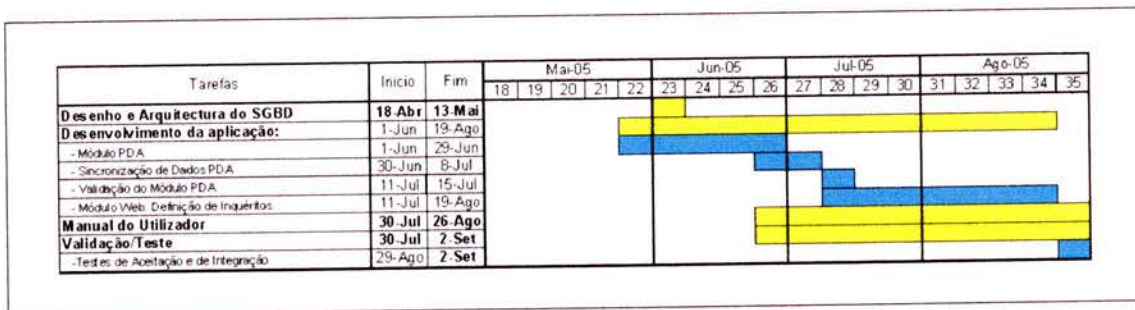 Tarefas Inicio Fim Mai-05 Jun-05 Jul-05 Ago-05
18 19 20 21 22 23 24 25 26 27 28 29 30 31 32 33 34 35
Desenho e Arquitectura do SGBD 18-Abr 13-Mai
Desenvolvimento da aplicação: 1-Jun 19-Ago
- Módulo PDA 1-Jun 29-Jun
- Sincronização de Dados PDA 30-Jun 8-Jul
- Validação do Módulo PDA 11-Jul 15-Jul
- Módulo Web. Definição de Inquéritos 11-Jul 19-Ago
Manual do Utilizador 30-Jul 26-Ago
Validação/Teste 30-Jul 2-Set
-Testes de Aceitação e de Integração 29-Ago 2-Set